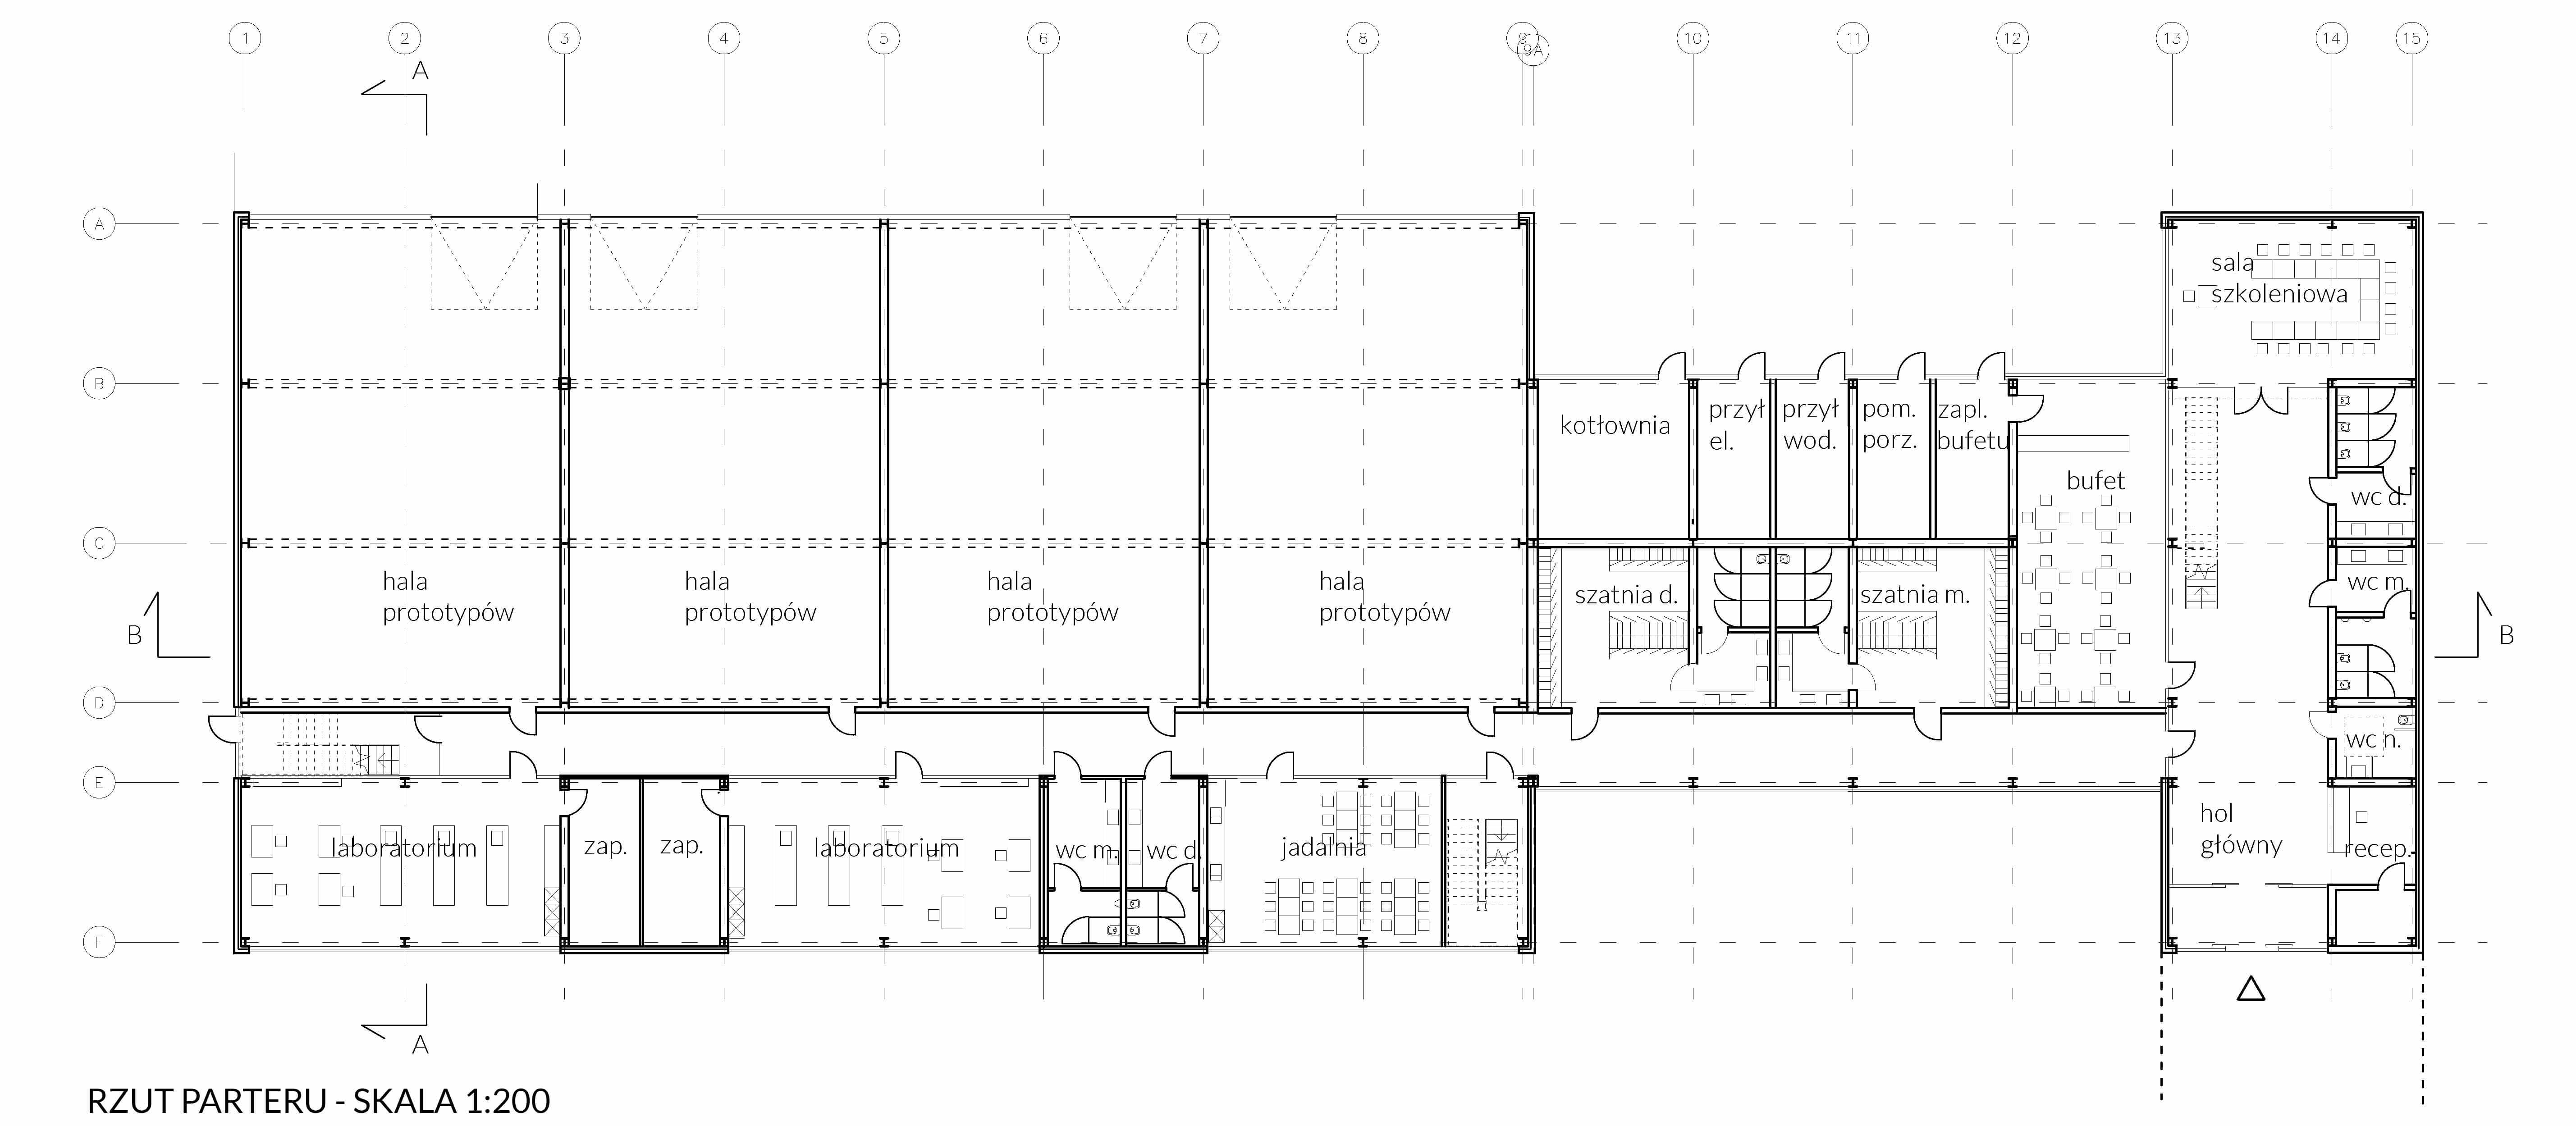 1 2 3 4 5 6 7 8 9 9A 10 11 12 13 14 15
A
A
sala
szkoleniowa
B
kotłownia
przył
el.
przył
wod.
pom.
porz.
zapl.
bufetu
bufet
wc d.
C
hala
prototypów
hala
prototypów
hala
prototypów
hala
prototypów
szatnia d.
szatnia m.
wc m.
B
B
D
wc n.
E
laboratorium
zap.
zap.
laboratorium
wc m.
wc d.
jadalnia
hol
główny
recep.
F
A
RZUT PARTERU - SKALA 1:200